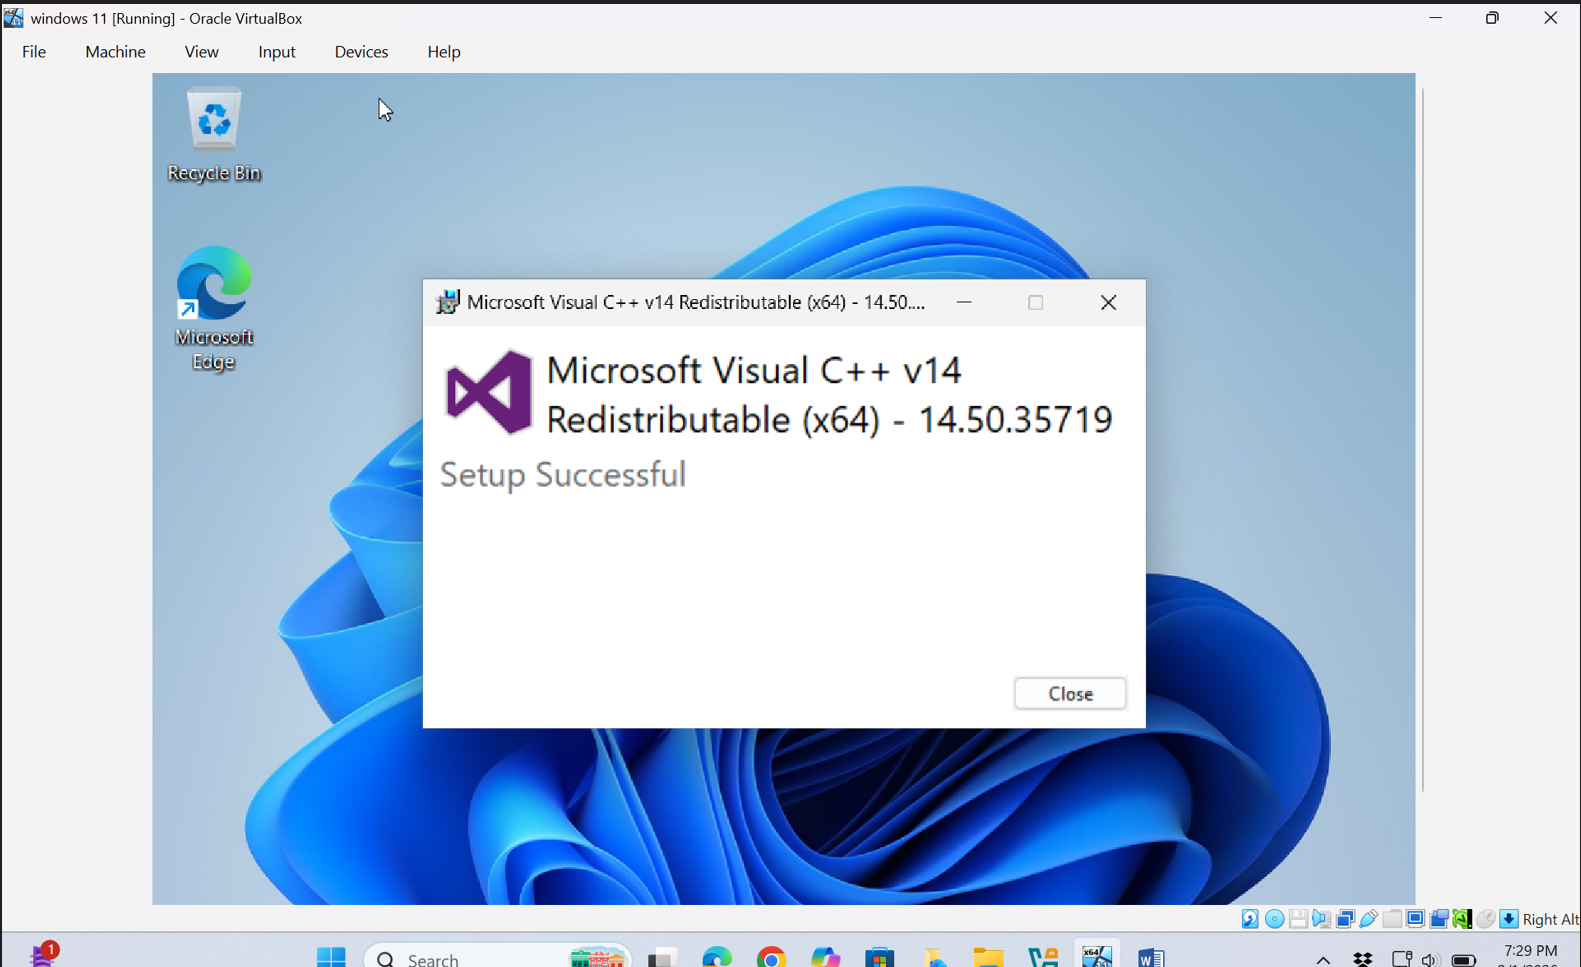 windows 11 [Running] - Oracle VirtualBox
File Machine View Input Devices Help
Recycle Bin
Microsoft
Edge
Microsoft Visual C++ v14 Redistributable (x64) - 14.50....
Microsoft Visual C++ v14
Redistributable (x64) - 14.50.35719
Setup Successful
Close
Right Alt
1
Search
7:29 PM